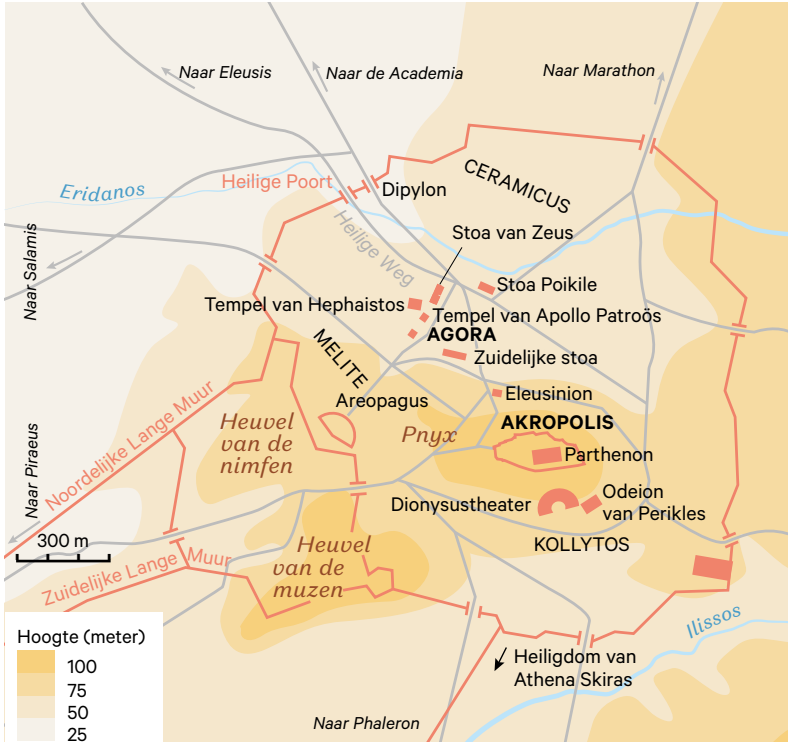 Naar Eleusis
Naar de Academia
Naar Marathon
CERAMICUS
Heilige Poort
Dipylon
Eridanos
Heilige Weg
Stoa van Zeus
Naar Salamis
Stoa Poikile
Tempel van Hephaistos
Tempel van Apollo Patroös
AGORA
Zuidelijke stoa
MELITE
Eleusinion
Areopagus
AKROPOLIS
Heuvel
van de
nimfen
Pnyx
Parthenon
Noordelijke Lange Muur
Naar Piraeus
Dionysustheater
Odeion
van Perikles
300 m
Heuvel
van de
muzen
KOLLYTOS
Zuidelijke Lange Muur
Ilissos
Hoogte (meter)
100
75
50
25
Heiligdom van
Athena Skiras
Naar Phaleron